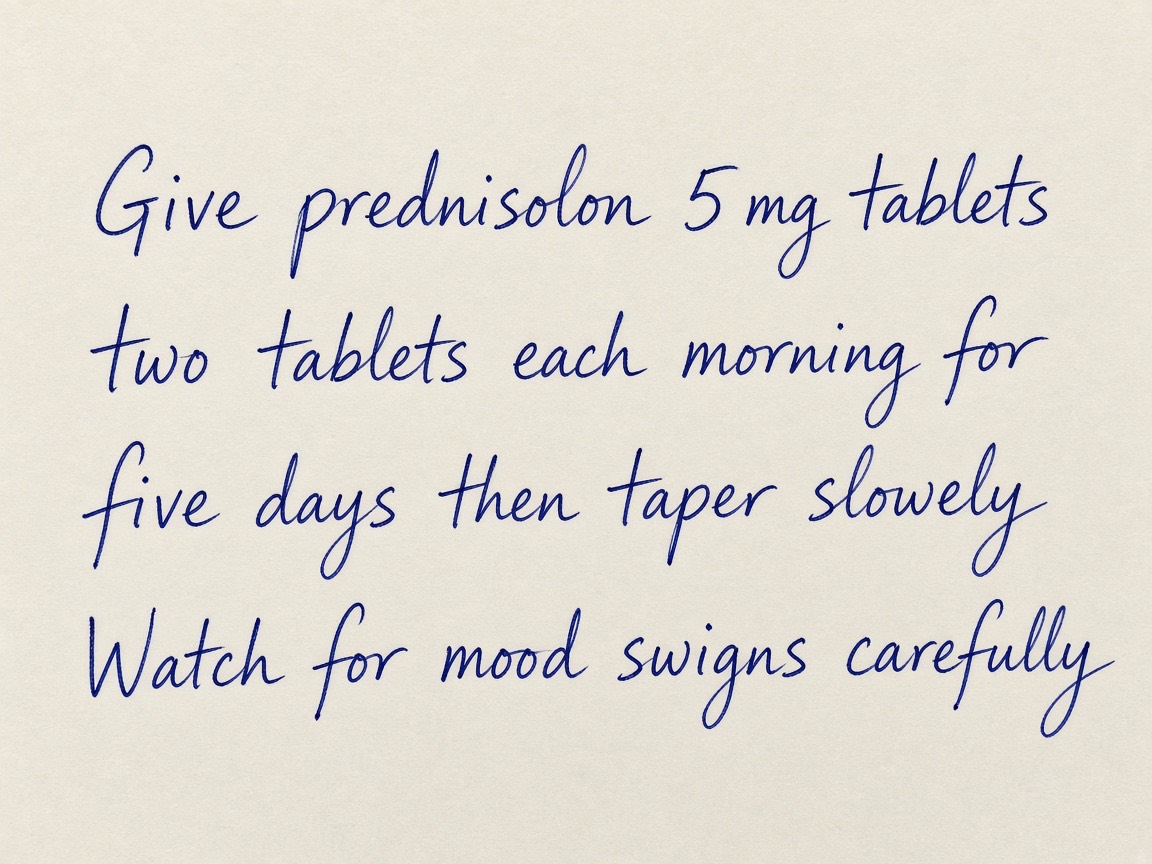 Give prednisolon 5 mg tablets
two tablets each morning for
five days then taper slowely
Watch for mood swigns carefully